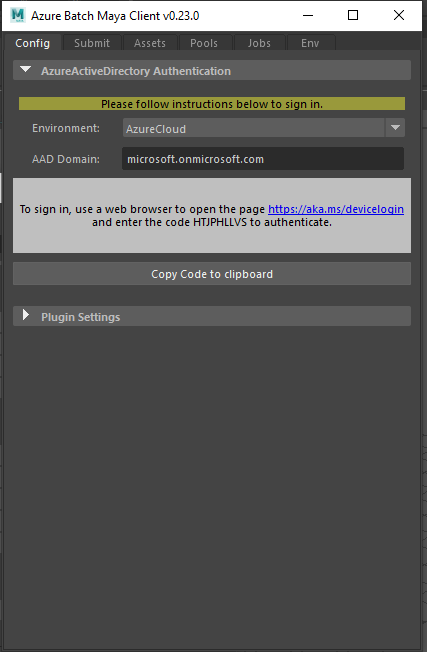 Azure Batch Maya Client v0.23.0
Config Submit Assets Pools Jobs Env
AzureActiveDirectory Authentication
Please follow instructions below to sign in.
Environment: AzureCloud
AAD Domain: microsoft.onmicrosoft.com
To sign in, use a web browser to open the page https://aka.ms/devicelogin
and enter the code HTJPHLLVS to authenticate.
Copy Code to clipboard
Plugin Settings